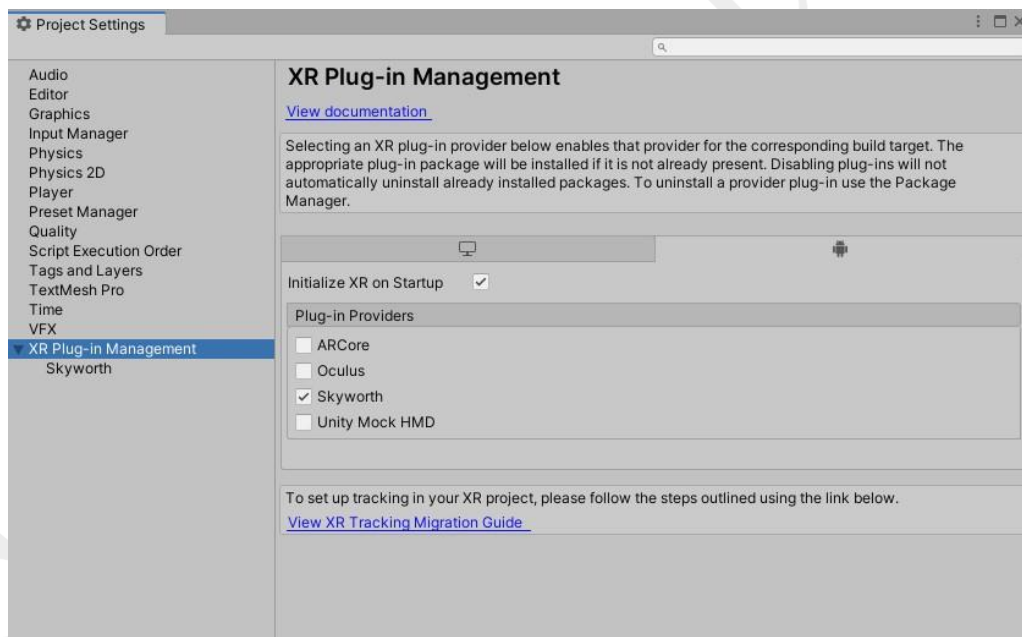 Project Settings
Audio
Editor
Graphics
Input Manager
Physics
Physics 2D
Player
Preset Manager
Quality
Script Execution Order
Tags and Layers
TextMesh Pro
Time
VFX
XR Plug-in Management
Skyworth
XR Plug-in Management
View documentation
Selecting an XR plug-in provider below enables that provider for the corresponding build target. The
appropriate plug-in package will be installed if it is not already present. Disabling plug-ins will not
automatically uninstall already installed packages. To uninstall a provider plug-in use the Package
Manager.
Initialize XR on Startup
Plug-in Providers
ARCore
Oculus
Skyworth
Unity Mock HMD
To set up tracking in your XR project, please follow the steps outlined using the link below.
View XR Tracking Migration Guide